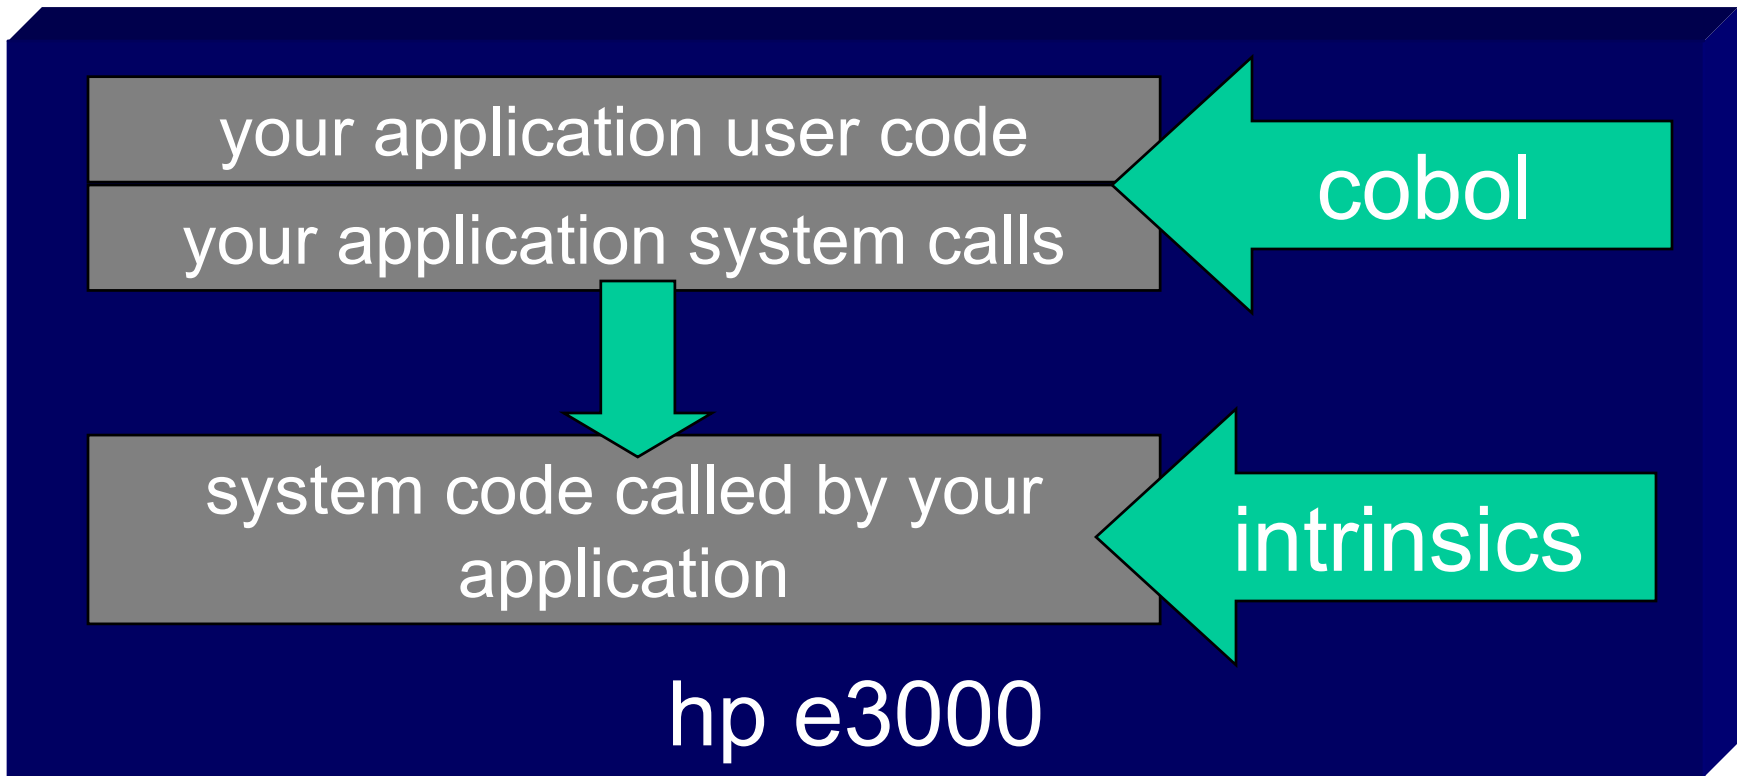 your application user code
cobol
your application system calls
system code called by your
application
intrinsics
hp e3000